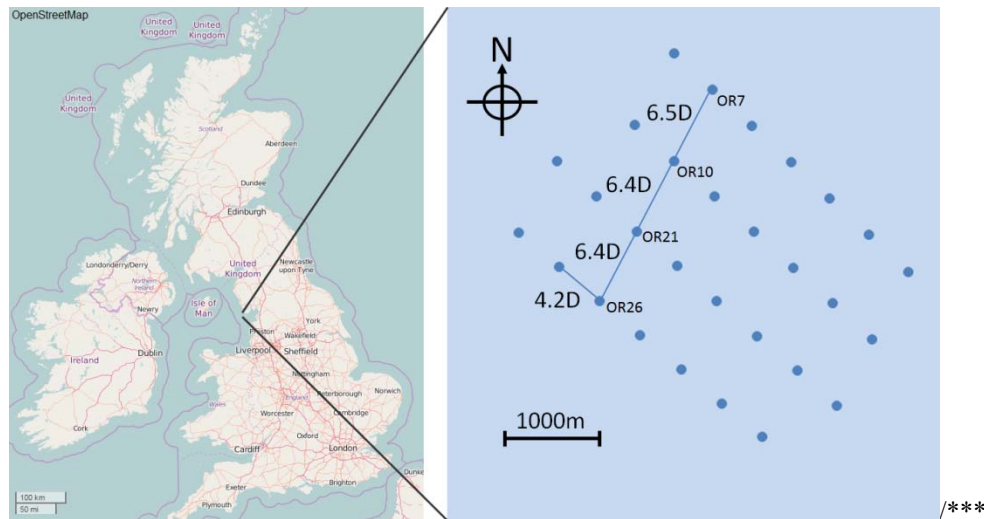 OpenStreetMap
United
Kingdom
United
Kingdom
United
Kingdom
Scotland
Aberdeen
Dundee
Edinburgh
United
Kingdom
Londonderry/Derry
Newcastle
upon Tyne
Northern
Ireland
Isle of
Man
Newry
York
Preston
Wakefield
Ireland
Dublin
Liverpool
Sheffield
Nottingham
Norwich
Peterborough
Wales
Worcester
England
Cambridge
Cork
Oxford
Cardiff
London
Exeter
Brighton
Dunke
Plymouth
100 km
50 mi
N
OR7
6.5D
OR10
6.4D
OR21
6.4D
4.2D
OR26
1000m
/***